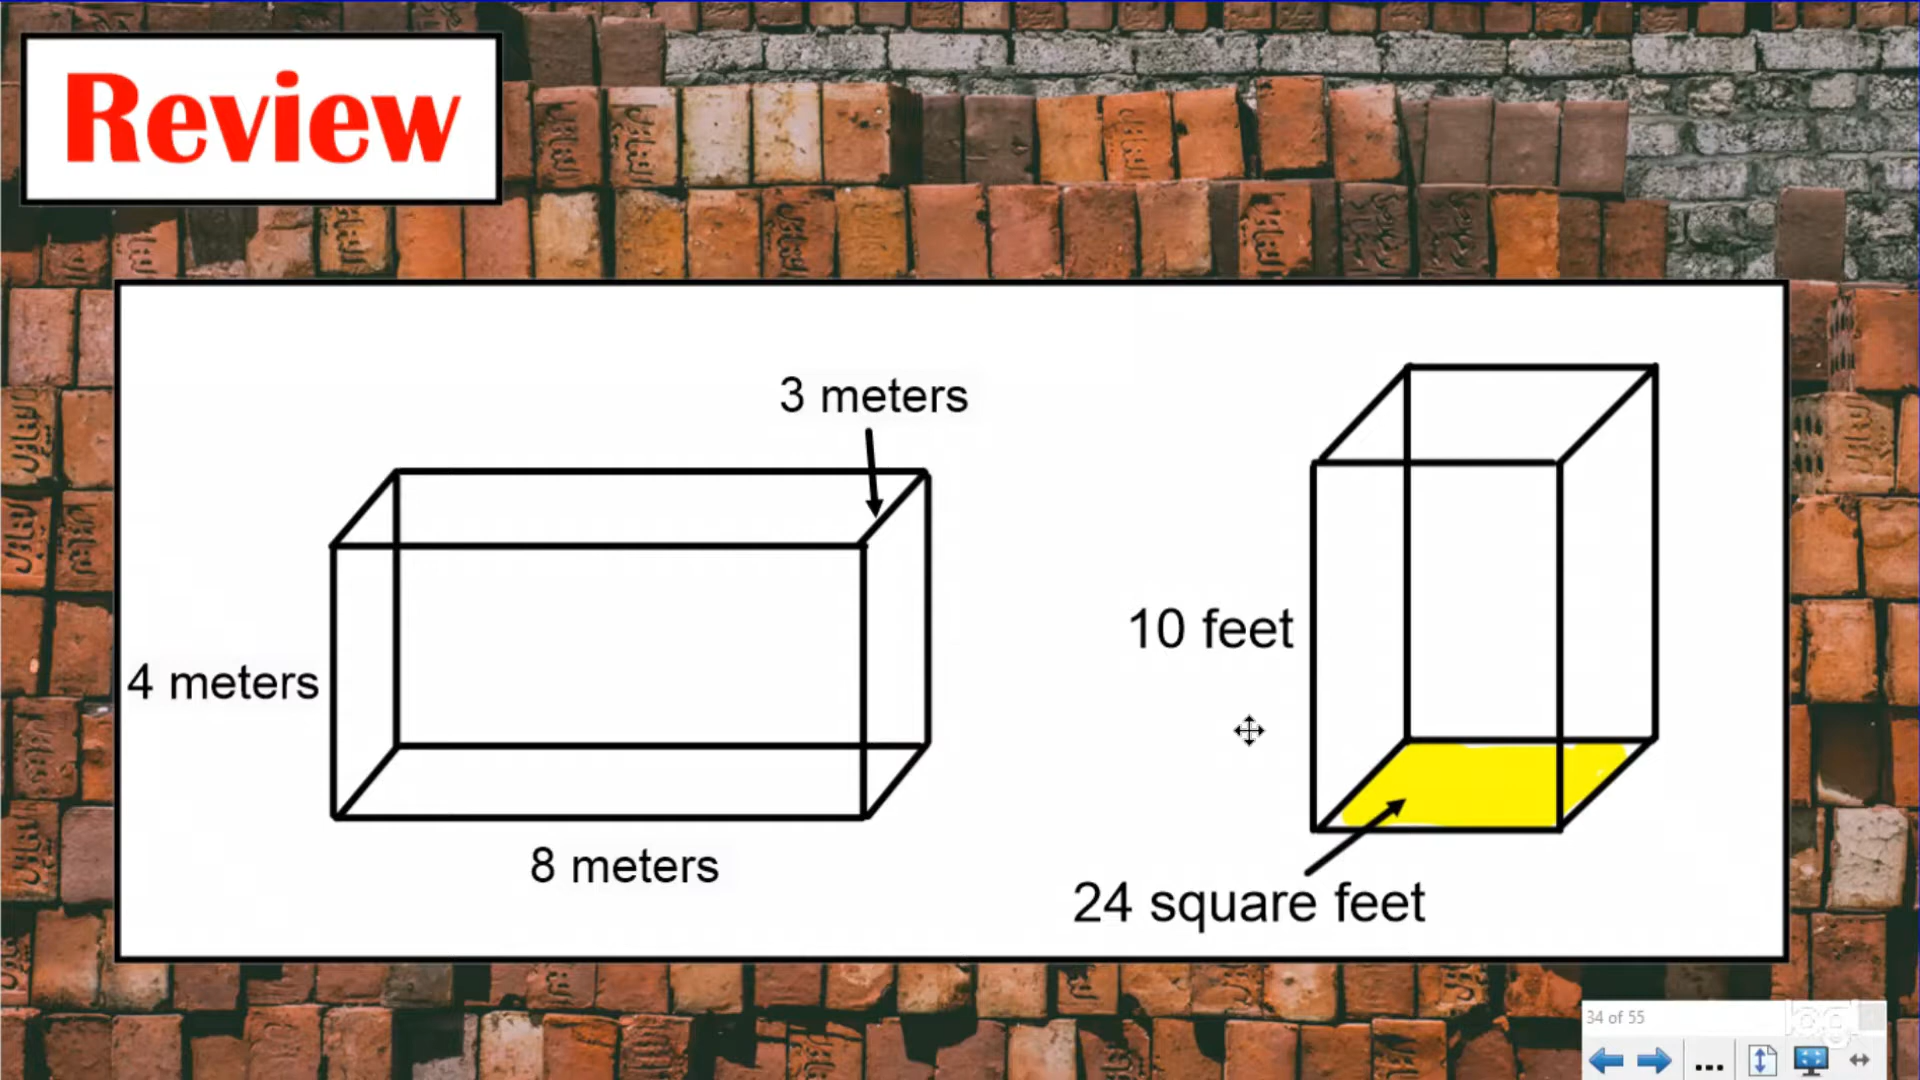 Review
3 meters
10 feet
4 meters
8 meters
24 square feet
34 of 55